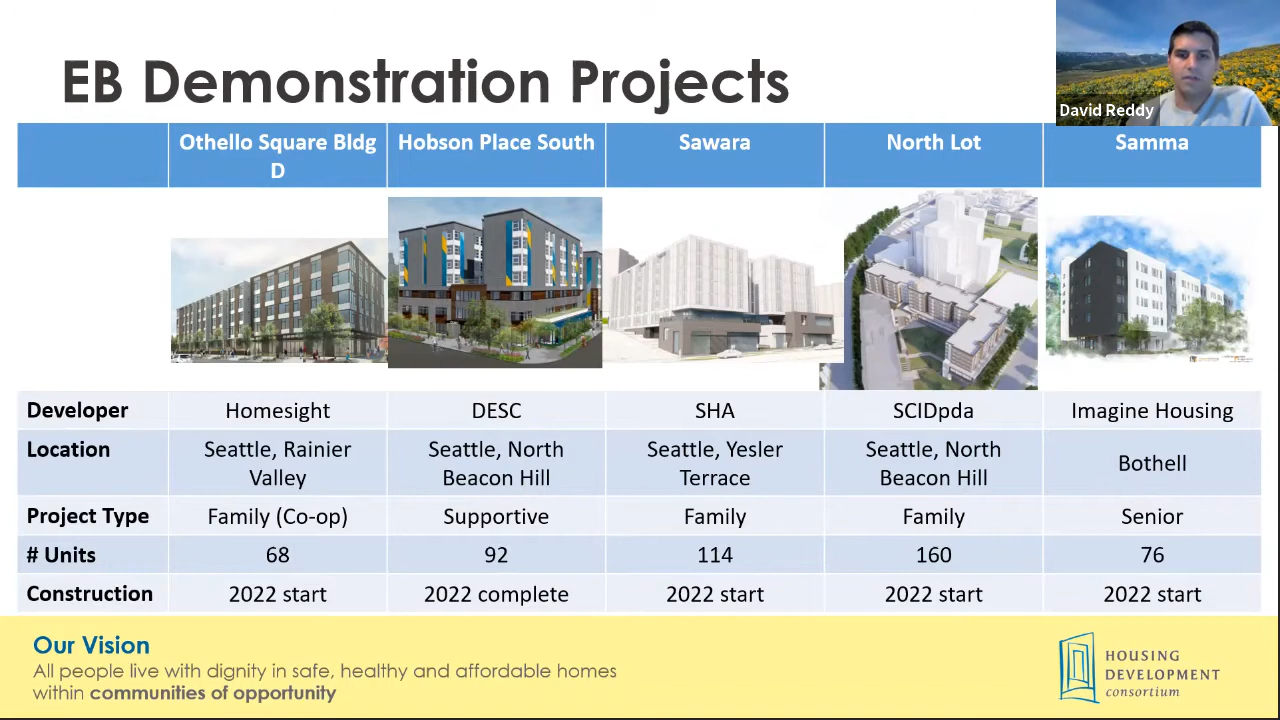 EB Demonstration Projects
David Reddy
Othello Square Bldg
D
Hobson Place South
Sawara
North Lot
Samma
Developer
Homesight
DESC
SHA
SCIDpda
Imagine Housing
Location
Seattle, Rainier
Valley
Seattle, North
Beacon Hill
Seattle, Yesler
Terrace
Seattle, North
Beacon Hill
Bothell
Project Type
Family (Co-op)
Supportive
Family
Family
Senior
# Units
68
92
114
160
76
Construction
2022 start
2022 complete
2022 start
2022 start
2022 start
Our Vision
All people live with dignity in safe, healthy and affordable homes
within communities of opportunity
HOUSING
DEVELOPMENT
consortium